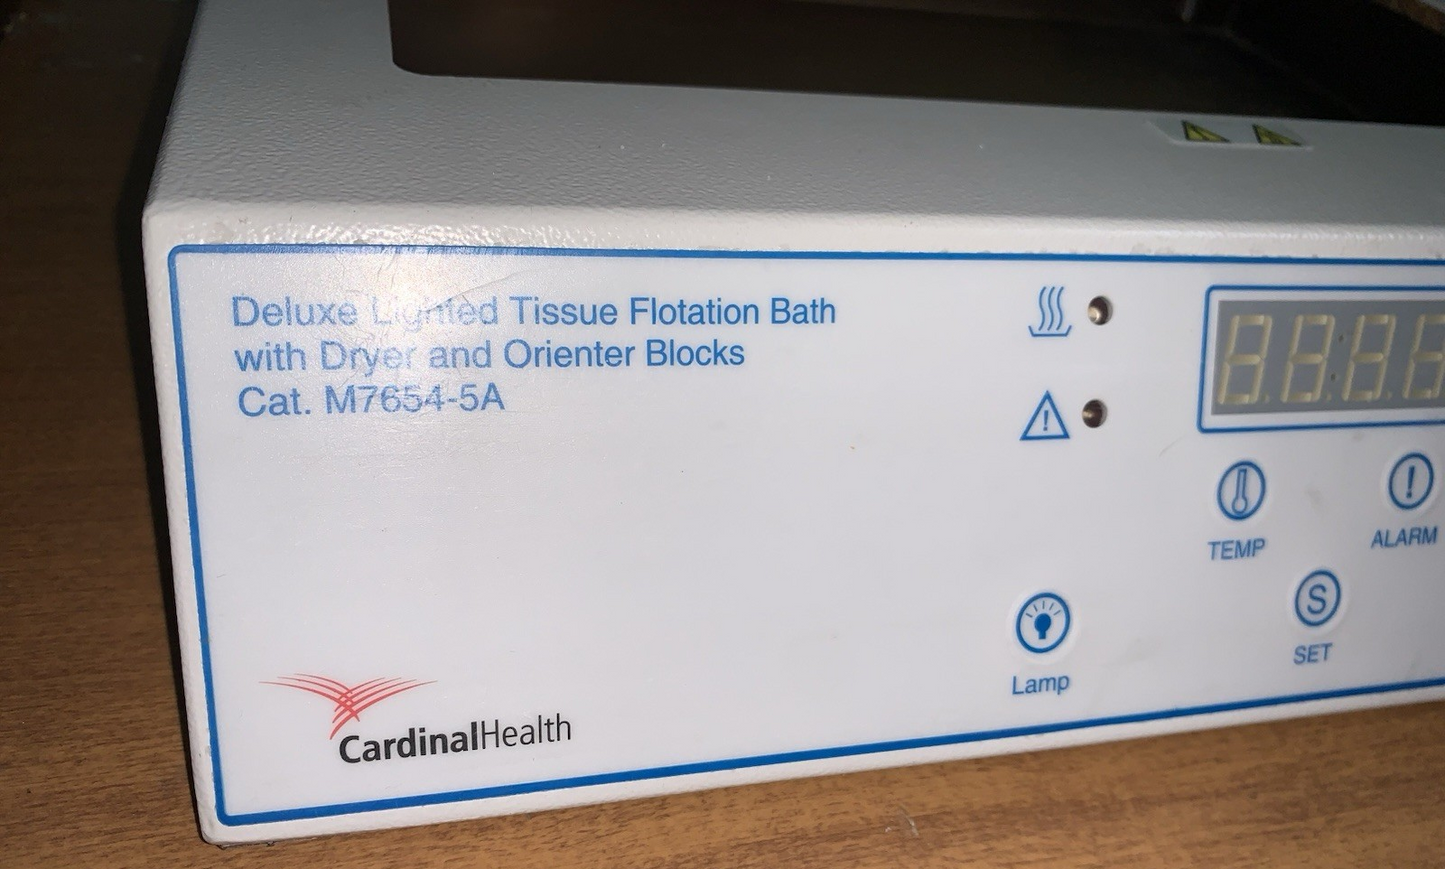 Deluxe Lighted Tissue Flotation Bath
with Dryer and Orienter Blocks
Cat. M7654-5A
TEMP
ALARM
S
SET
Lamp
CardinalHealth